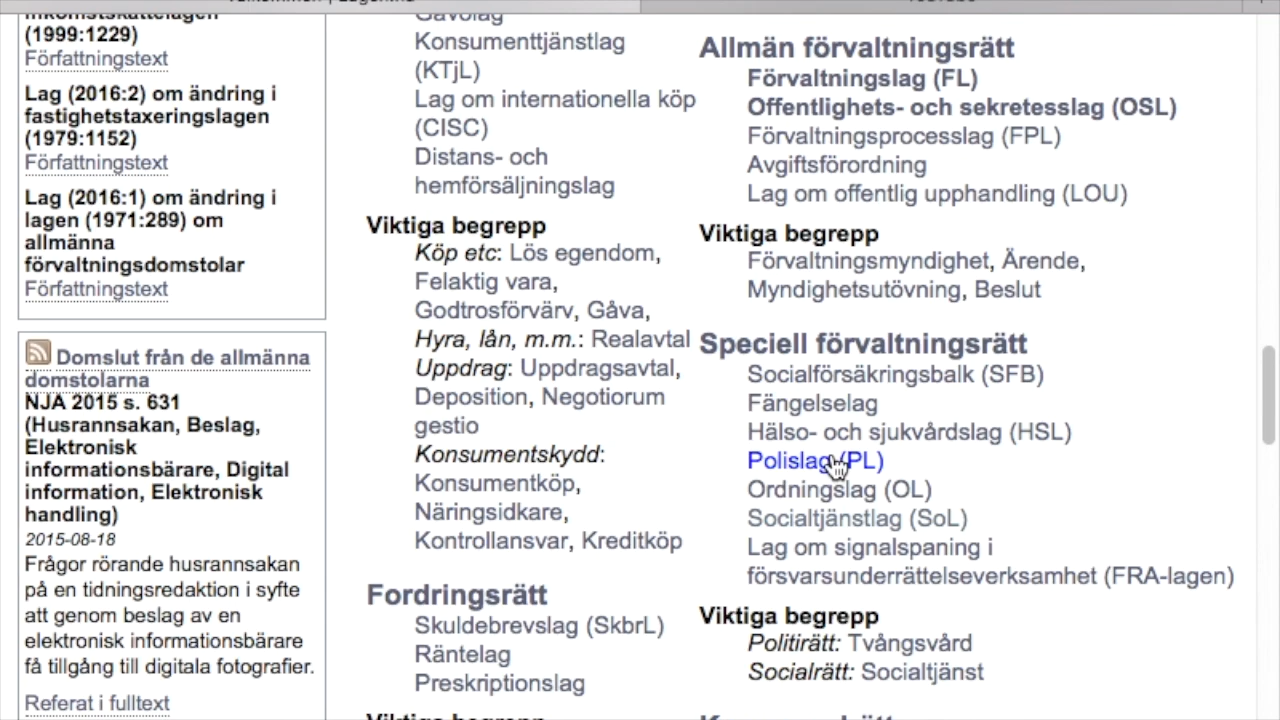 (1999:1229)
Författningstext
Lag (2016:2) om ändring i
fastighetstaxeringslagen
(1979:1152)
Författningstext
Lag (2016:1) om ändring i
lagen (1971:289) om
allmänna
förvaltningsdomstolar
Författningstext
Domslut från de allmänna
domstolarna
NJA 2015 s. 631
(Husrannsakan, Beslag,
Elektronisk
informationsbärare, Digital
information, Elektronisk
handling)
2015-08-18
Frågor rörande husrannsakan
på en tidningsredaktion i syfte
att genom beslag av en
elektronisk informationsbärare
få tillgång till digitala fotografier.
Referat i fulltext
Gåvolag
Konsumenttjänstlag
(KTjL)
Lag om internationella köp
(CISC)
Distans- och
hemförsäljningslag
Viktiga begrepp
Köp etc: Lös egendom,
Felaktig vara,
Godtrosförvärv, Gåva,
Hyra, lån, m.m.: Realavtal
Uppdrag: Uppdragsavtal,
Deposition, Negotiorum
gestio
Konsumentskydd:
Konsumentköp,
Näringsidkare,
Kontrollansvar, Kreditköp
Fordringsrätt
Skuldebrevslag (SkbrL)
Räntelag
Preskriptionslag
Viktiga begrepp
Allmän förvaltningsrätt
Förvaltningslag (FL)
Offentlighets- och sekretesslag (OSL)
Förvaltningsprocesslag (FPL)
Avgiftsförordning
Lag om offentlig upphandling (LOU)
Viktiga begrepp
Förvaltningsmyndighet, Ärende,
Myndighetsutövning, Beslut
Speciell förvaltningsrätt
Socialförsäkringsbalk (SFB)
Fängelselag
Hälso- och sjukvårdslag (HSL)
Polislag (PL)
Ordningslag (OL)
Socialtjänstlag (SoL)
Lag om signalspaning i
försvarsunderrättelseverksamhet (FRA-lagen)
Viktiga begrepp
Politirätt: Tvångsvård
Socialrätt: Socialtjänst